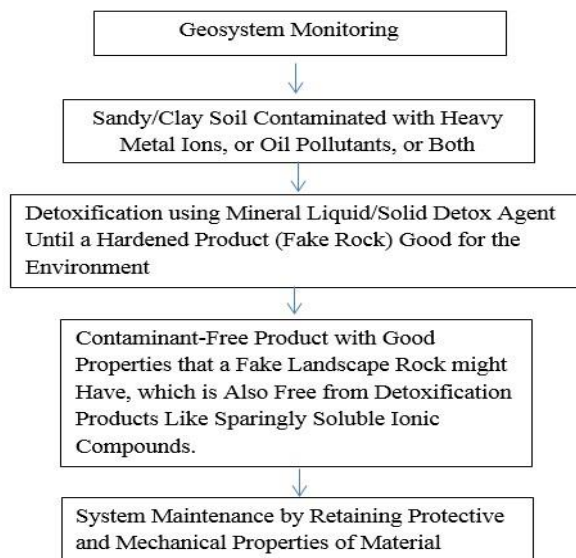 Geosystem Monitoring
Sandy/Clay Soil Contaminated with Heavy
Metal Ions, or Oil Pollutants, or Both
Detoxification using Mineral Liquid/Solid Detox Agent
Until a Hardened Product (Fake Rock) Good for the
Environment
Contaminant-Free Product with Good
Properties that a Fake Landscape Rock might
Have, which is Also Free from Detoxification
Products Like Sparingly Soluble Ionic
Compounds.
System Maintenance by Retaining Protective
and Mechanical Properties of Material